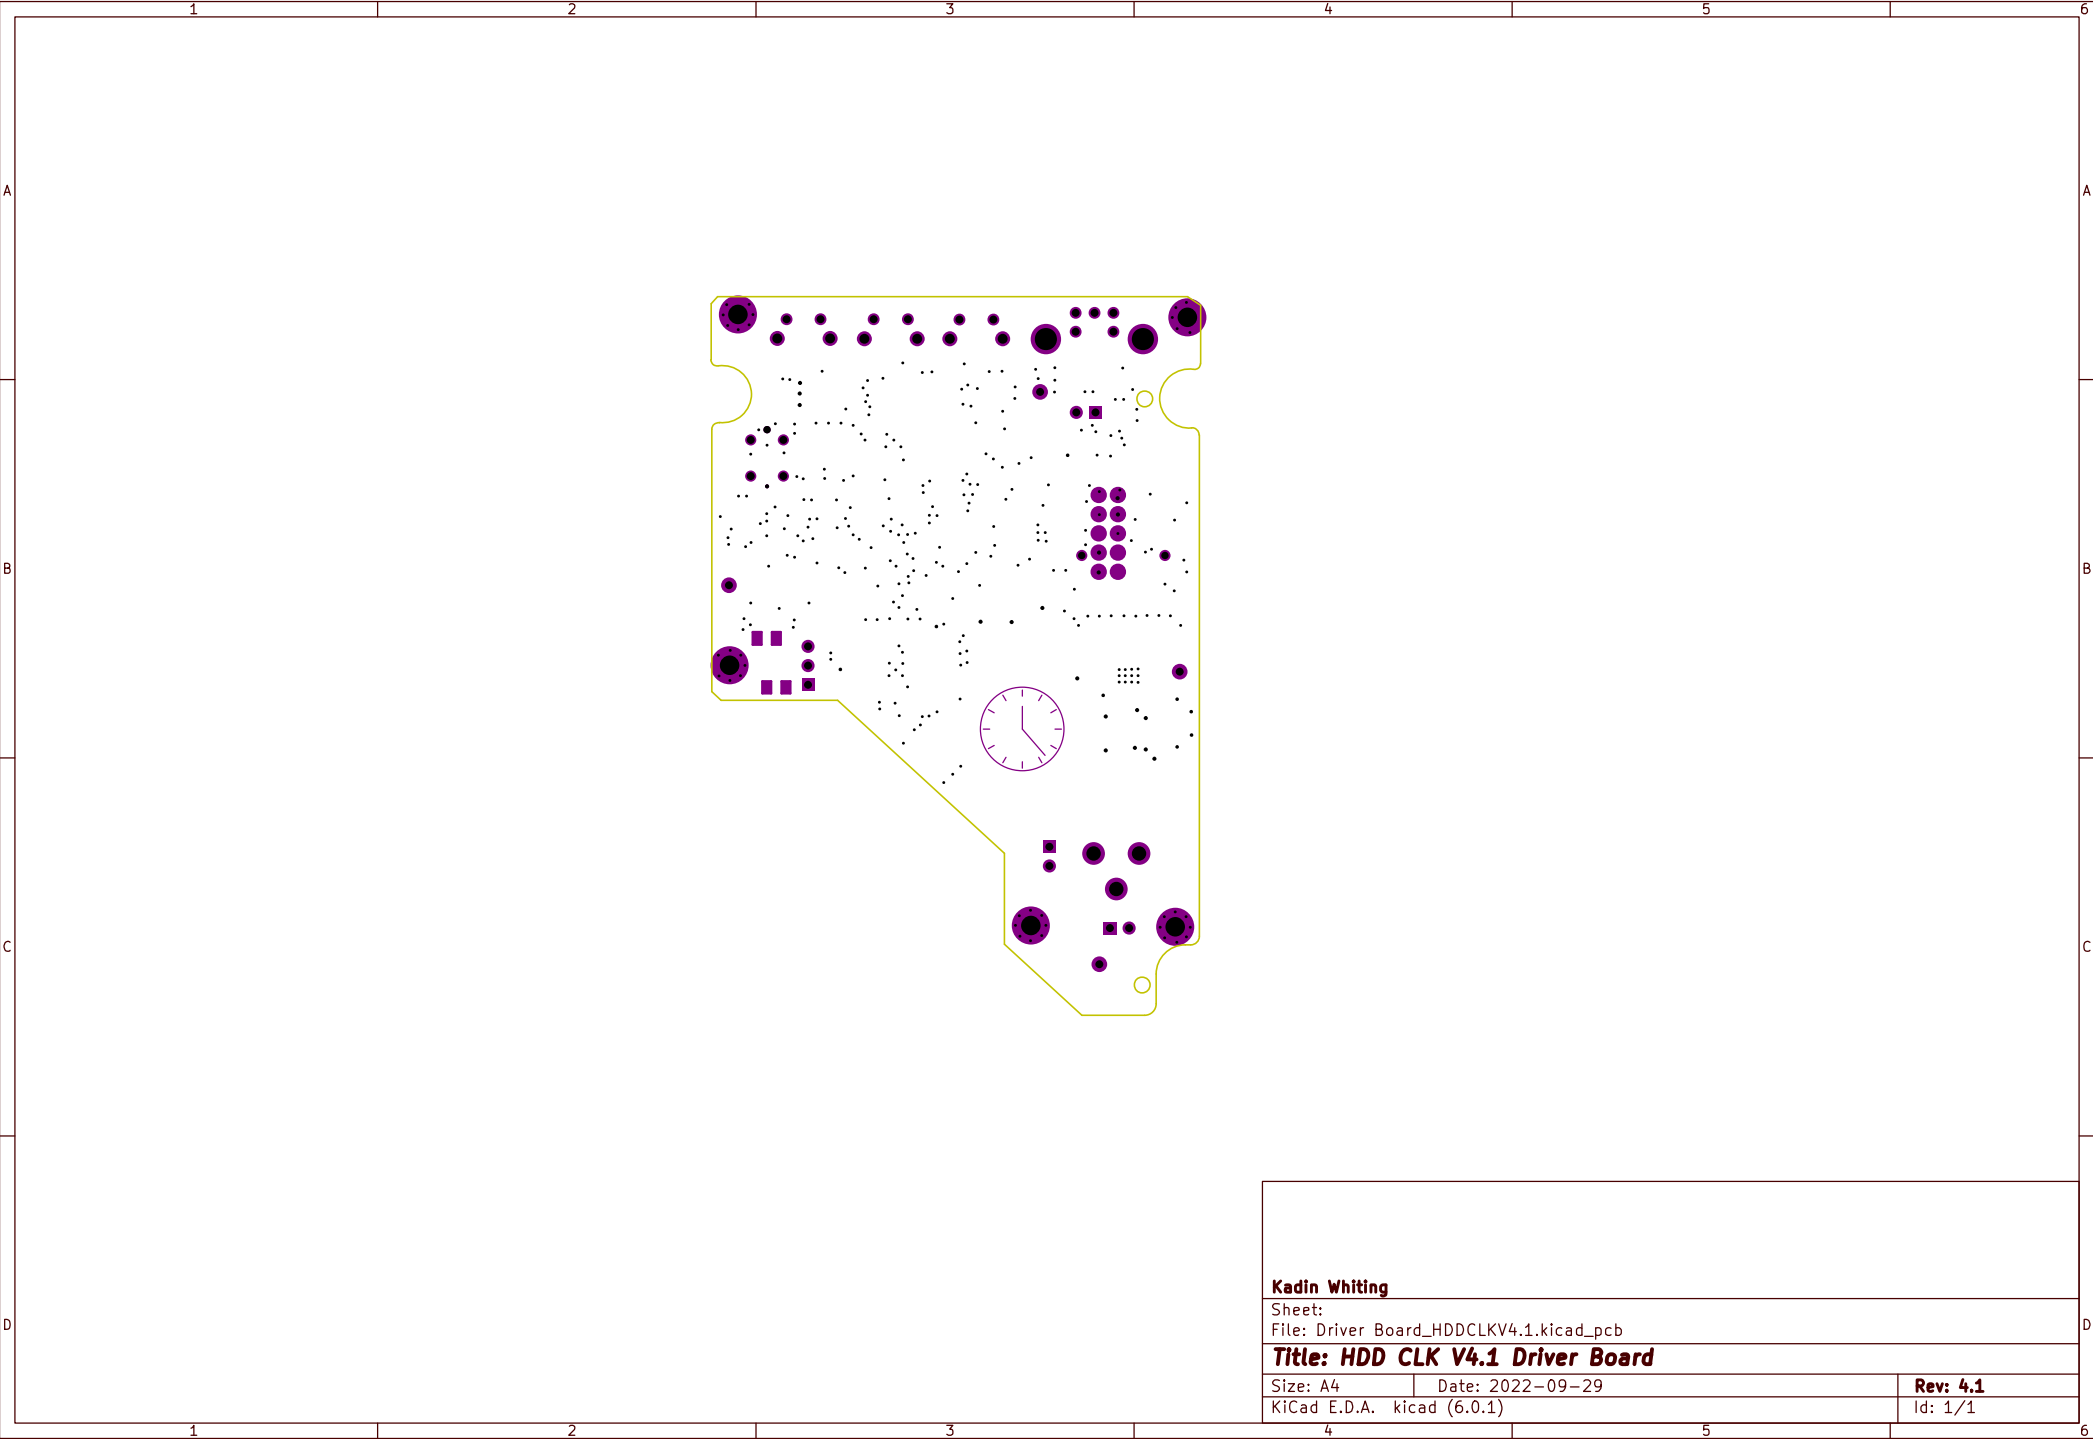 1 2 3 4 5 6
A A
B B
C C
D D
Kadin Whiting
Sheet:
File: Driver Board_HDDCLKV4.1.kicad_pcb
Title: HDD CLK V4.1 Driver Board
Size: A4 Date: 2022-09-29 Rev: 4.1
KiCad E.D.A. kicad (6.0.1) Id: 1/1
1 2 3 4 5 6